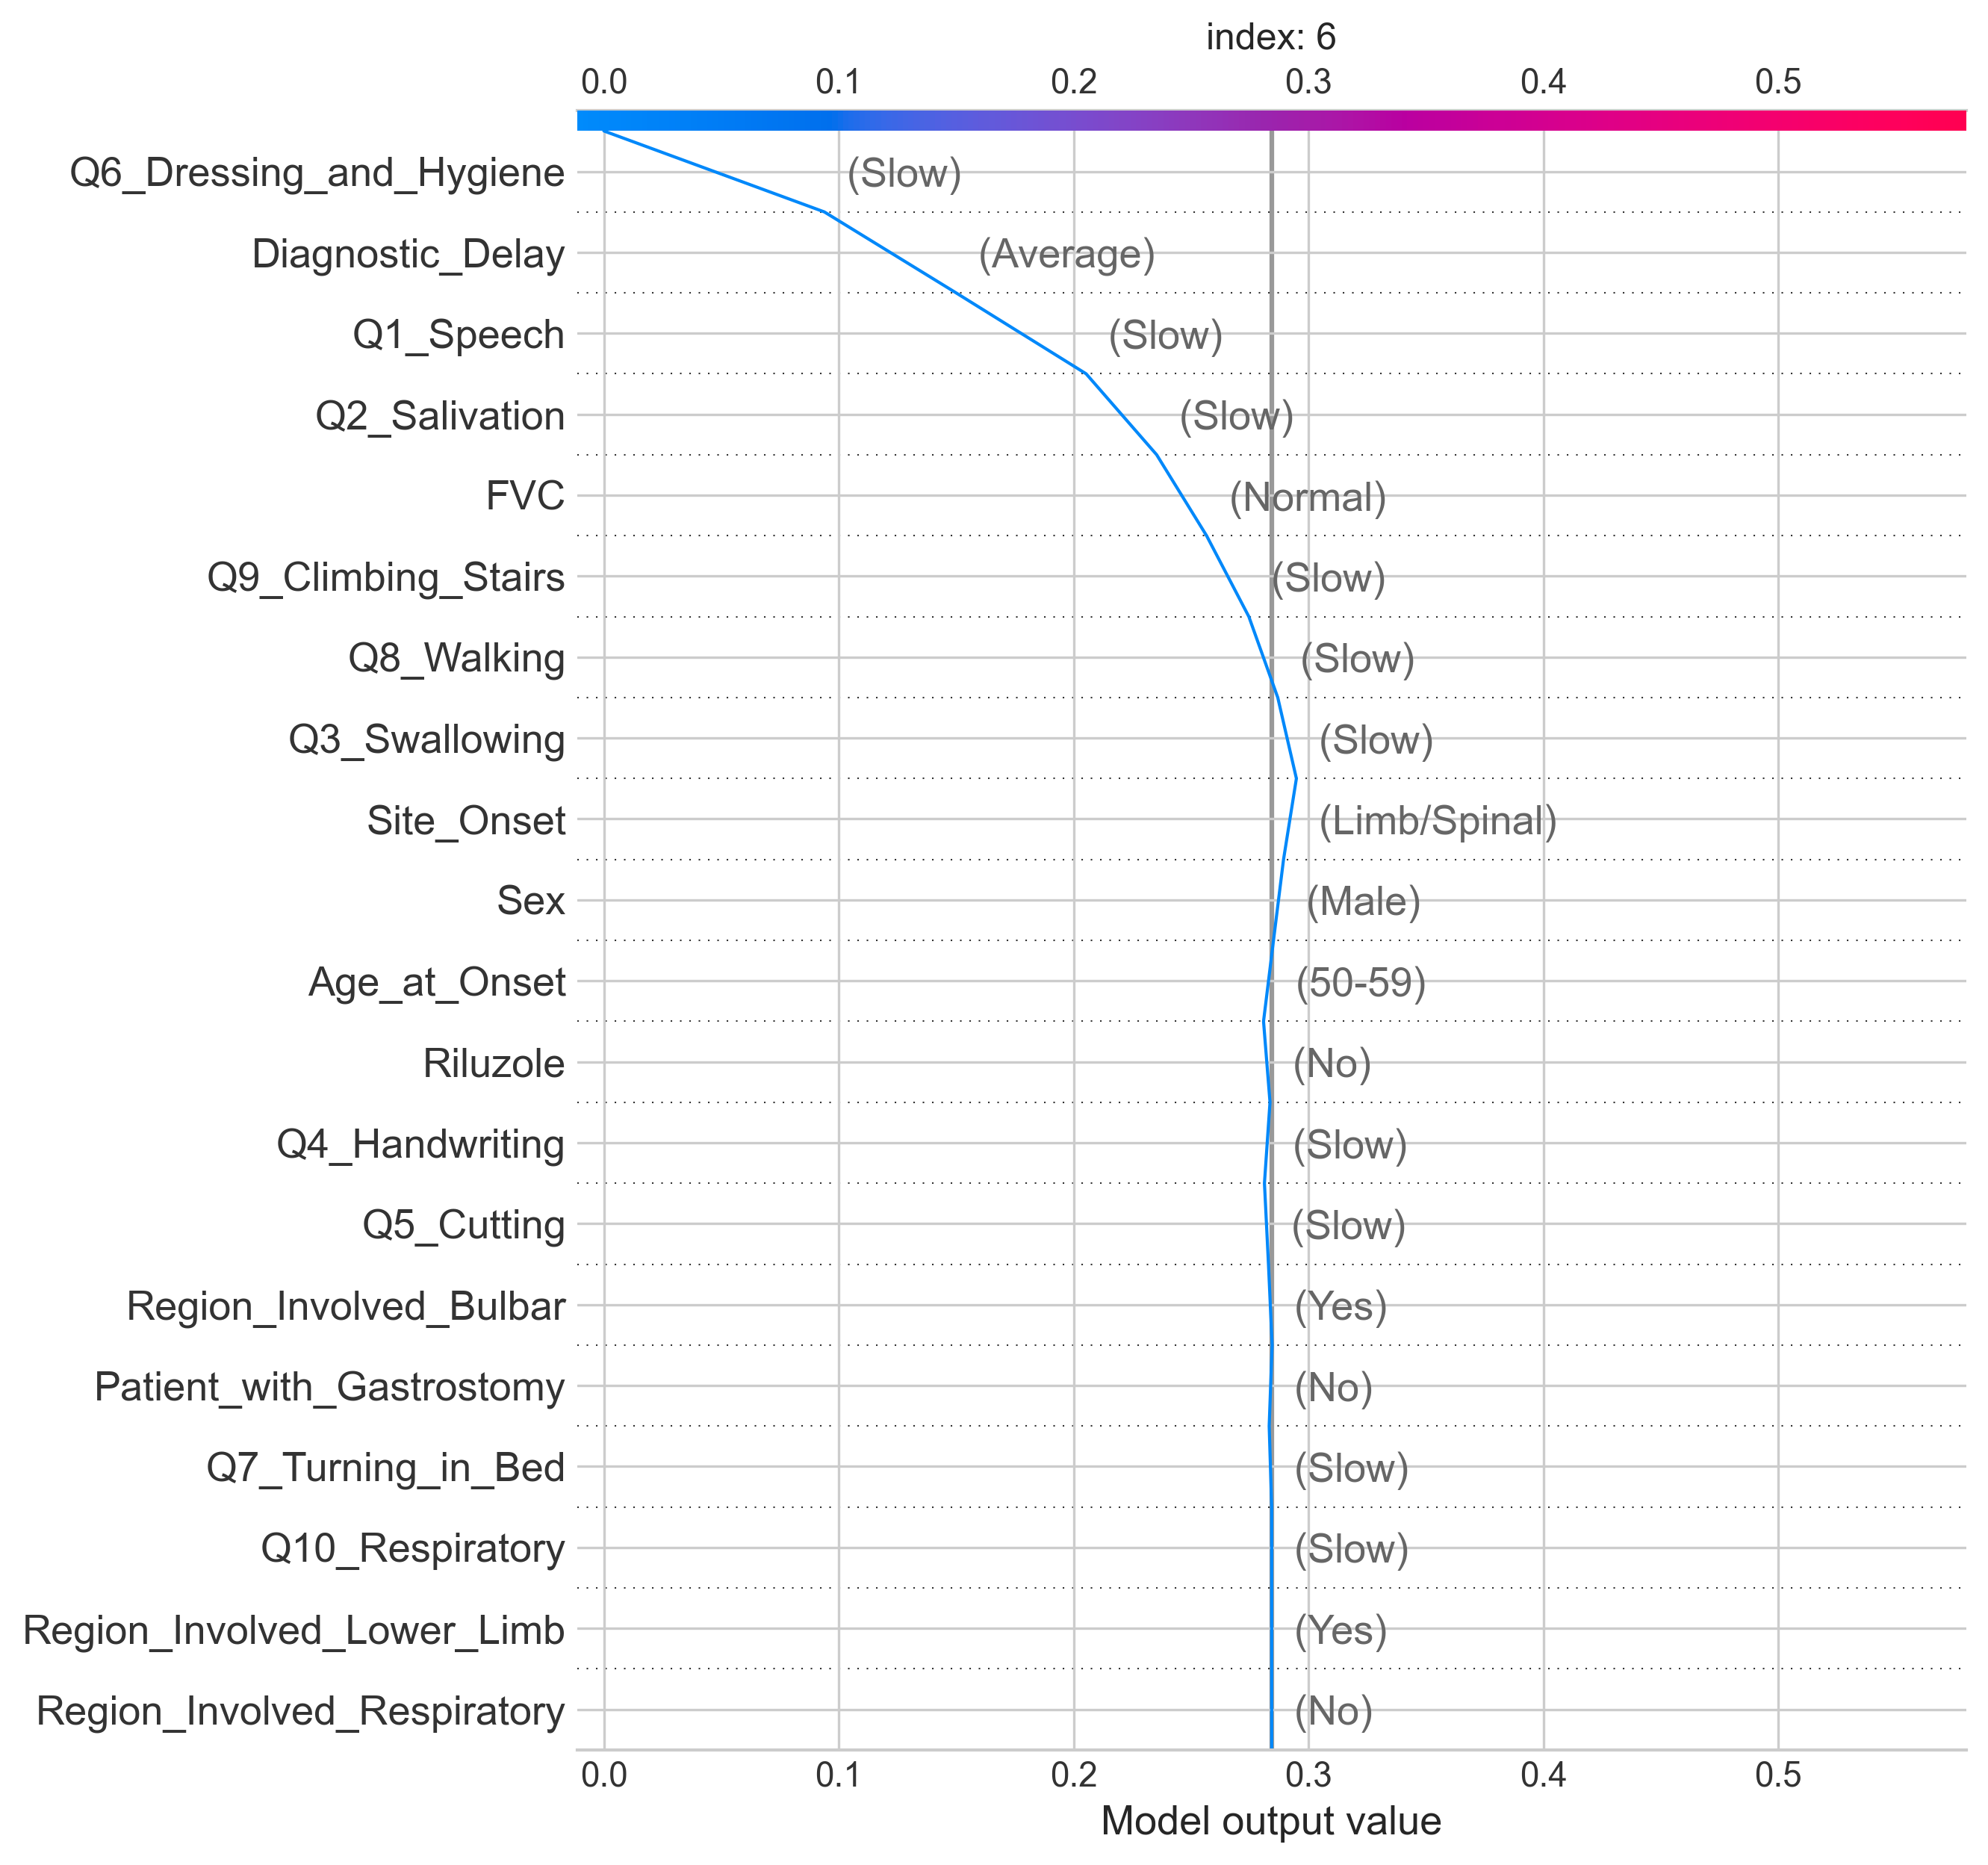 index: 6
0.0 0.1 0.2 0.3 0.4 0.5
Q6_Dressing_and_Hygiene (Slow)
Diagnostic_Delay (Average)
Q1_Speech (Slow)
Q2_Salivation (Slow)
FVC (Normal)
Q9_Climbing_Stairs (Slow)
Q8_Walking (Slow)
Q3_Swallowing (Slow)
Site_Onset (Limb/Spinal)
Sex (Male)
Age_at_Onset (50-59)
Riluzole (No)
Q4_Handwriting (Slow)
Q5_Cutting (Slow)
Region_Involved_Bulbar (Yes)
Patient_with_Gastrostomy (No)
Q7_Turning_in_Bed (Slow)
Q10_Respiratory (Slow)
Region_Involved_Lower_Limb (Yes)
Region_Involved_Respiratory (No)
0.0 0.1 0.2 0.3 0.4 0.5
Model output value